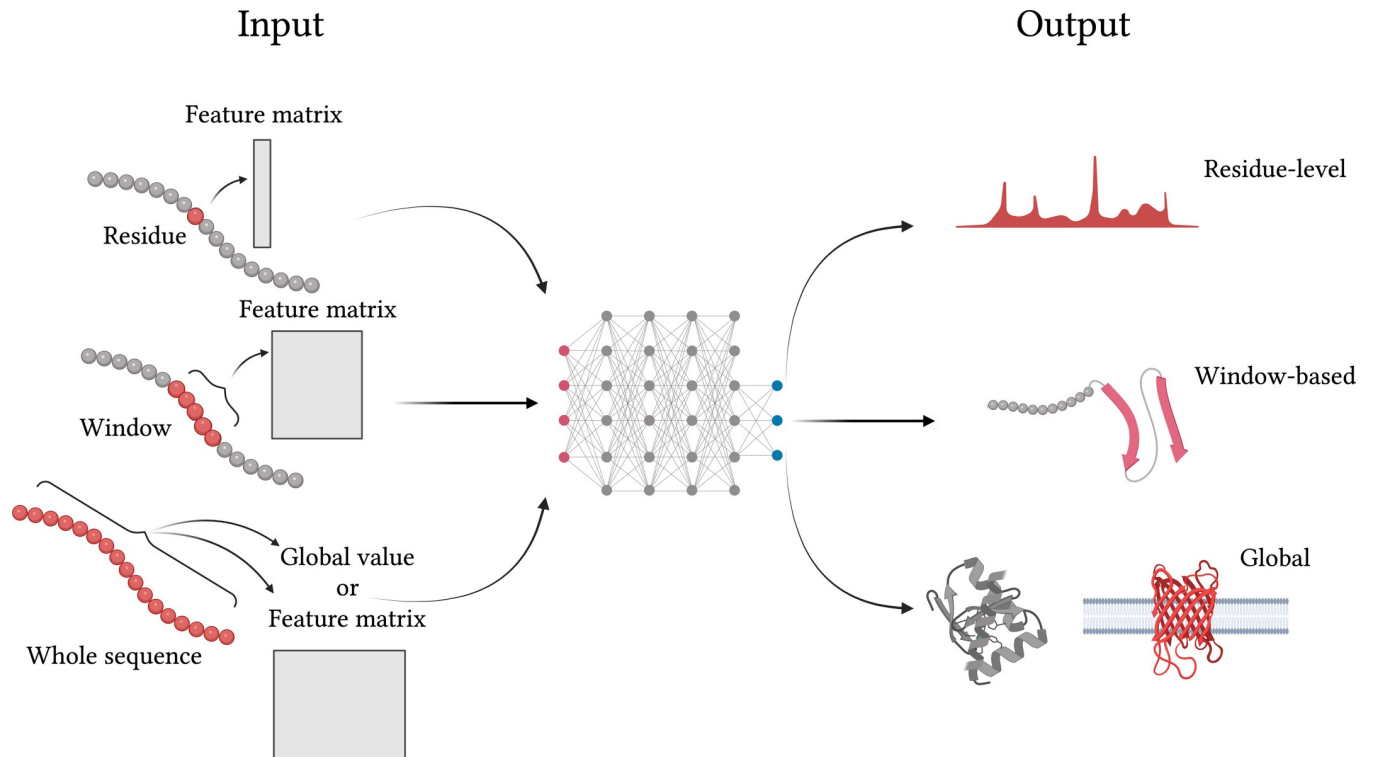 Input
Output
Feature matrix
Residue
Feature matrix
Window
Global value
or
Feature matrix
Whole sequence
Residue-level
Window-based
Global